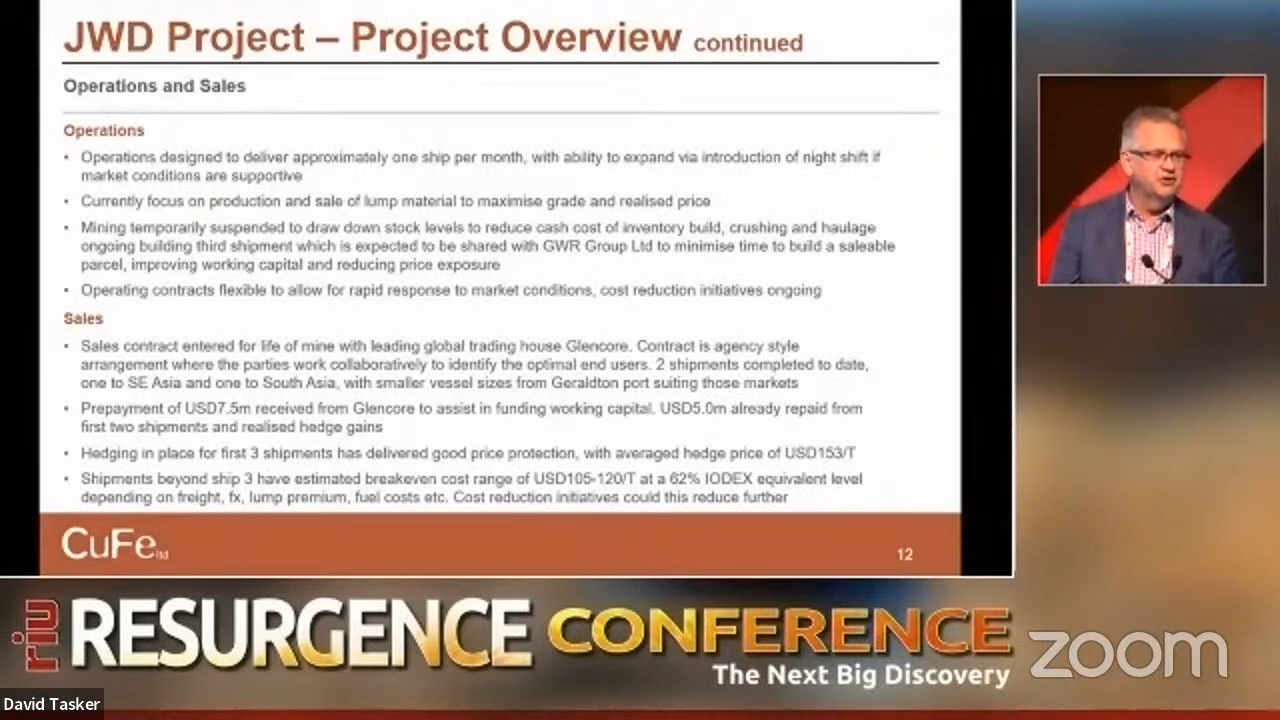 JWD Project – Project Overview continued
Operations and Sales
Operations
• Operations designed to deliver approximately one ship per month, with ability to expand via introduction of night shift if
market conditions are supportive
• Currently focus on production and sale of lump material to maximise grade and realised price
• Mining temporarily suspended to draw down stock levels to reduce cash cost of inventory build, crushing and haulage
ongoing building third shipment which is expected to be shared with GWR Group Ltd to minimise time to build a saleable
parcel, improving working capital and reducing price exposure
• Operating contracts flexible to allow for rapid response to market conditions, cost reduction initiatives ongoing
Sales
• Sales contract entered for life of mine with leading global trading house Glencore. Contract is agency style
arrangement where the parties work collaboratively to identify the optimal end users. 2 shipments completed to date,
one to SE Asia and one to South Asia, with smaller vessel sizes from Geraldton port suiting those markets
• Prepayment of USD7.5m received from Glencore to assist in funding working capital. USD5.0m already repaid from
first two shipments and realised hedge gains
• Hedging in place for first 3 shipments has delivered good price protection, with averaged hedge price of USD153/T
• Shipments beyond ship 3 have estimated breakeven cost range of USD105-120/T at a 62% IODEX equivalent level
depending on freight, fx, lump premium, fuel costs etc. Cost reduction initiatives could this reduce further
CuFe ltd
12
riu RESURGENCE CONFERENCE
The Next Big Discovery
zoom
David Tasker